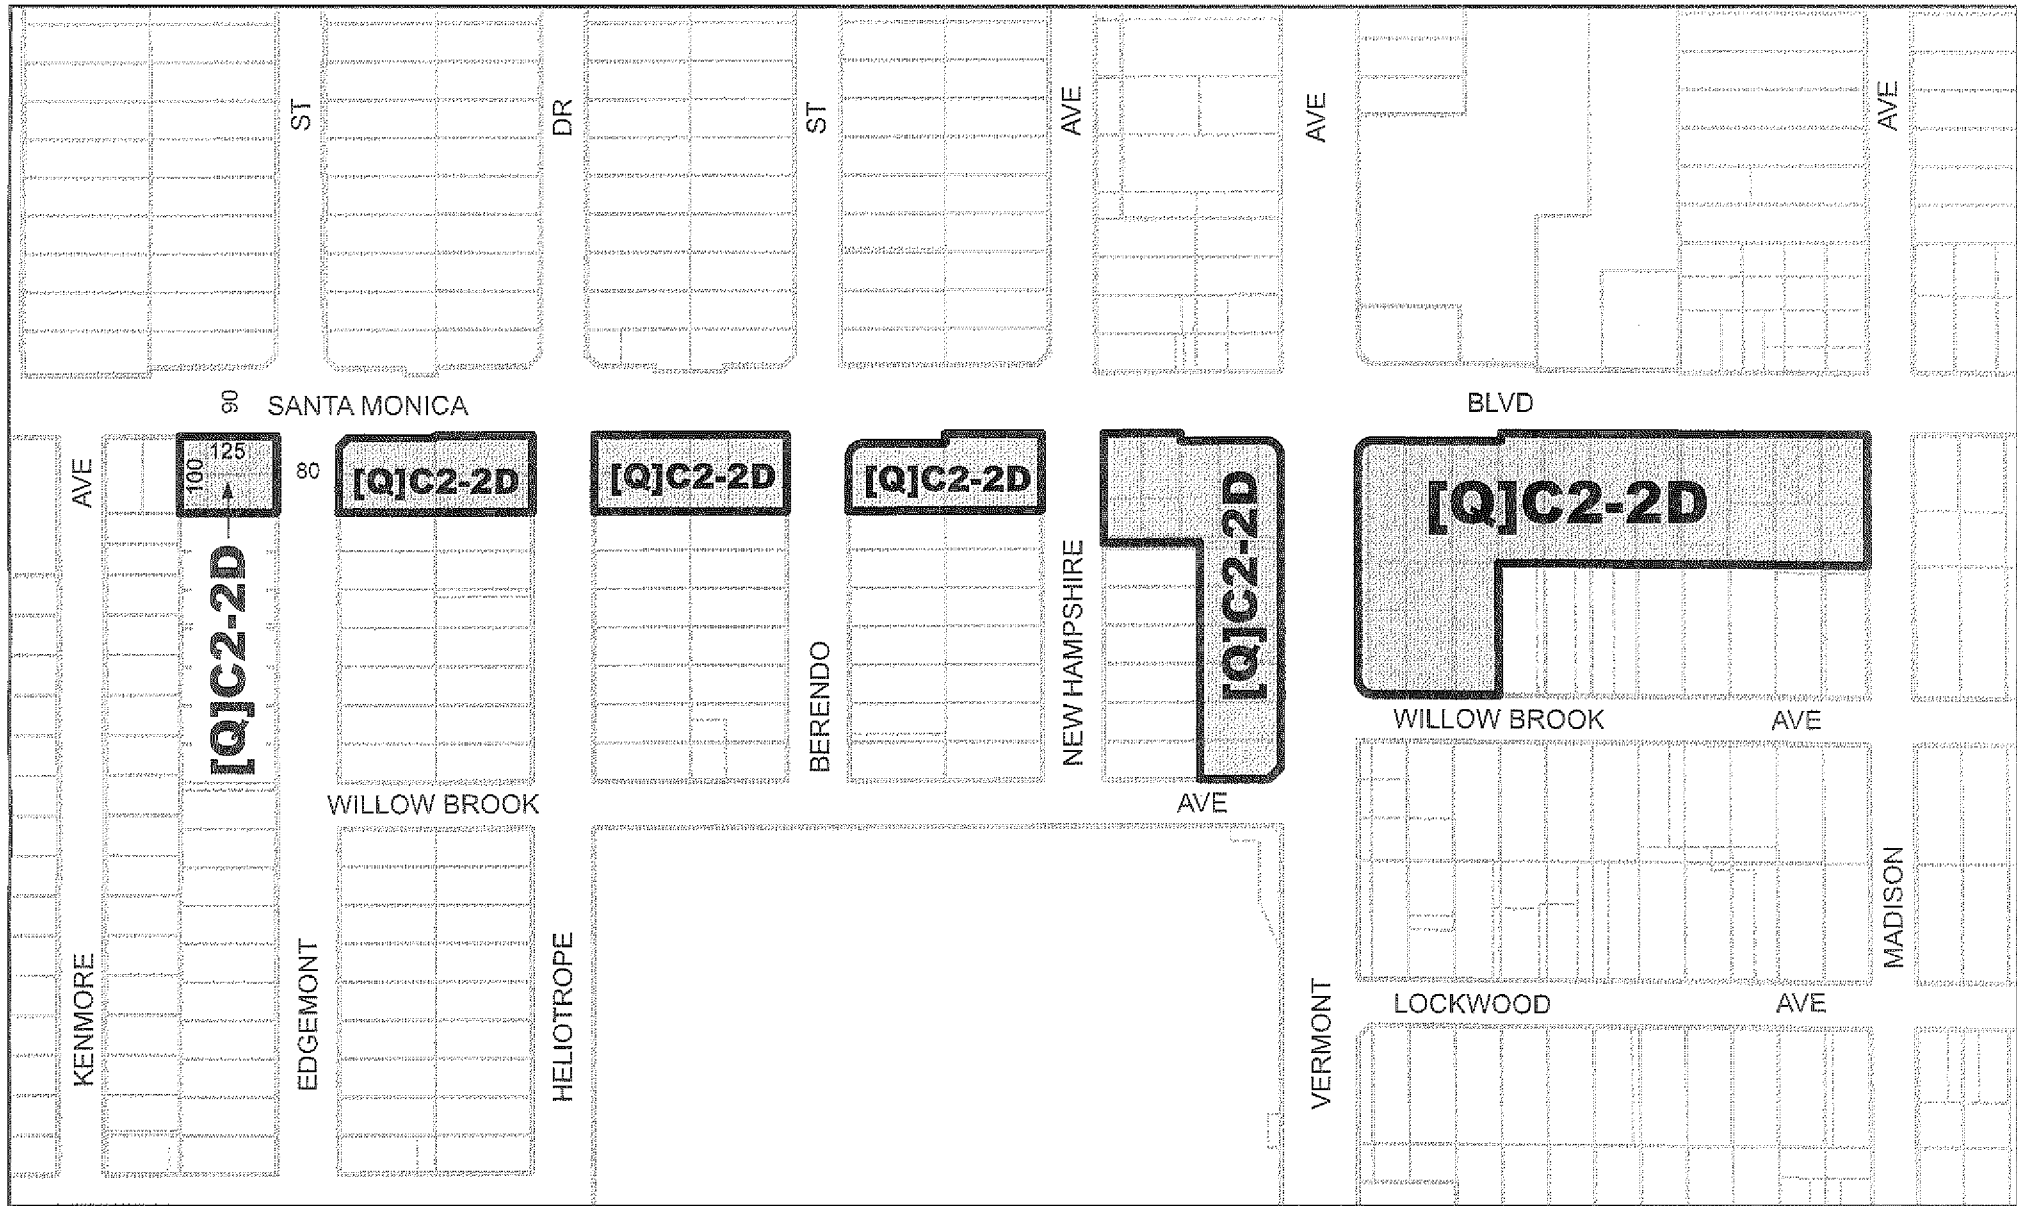 ST
DR
ST
AVE
AVE
AVE
90
SANTA MONICA
BLVD
AVE
125
100
80
[Q]C2-2D
[Q]C2-2D
[Q]C2-2D
[Q]C2-2D
[Q]C2-2D
[Q]C2-2D
BERENDO
NEW HAMPSHIRE
WILLOW BROOK
AVE
WILLOW BROOK
AVE
KENMORE
EDGEMONT
HELIOTROPE
VERMONT
MADISON
LOCKWOOD
AVE